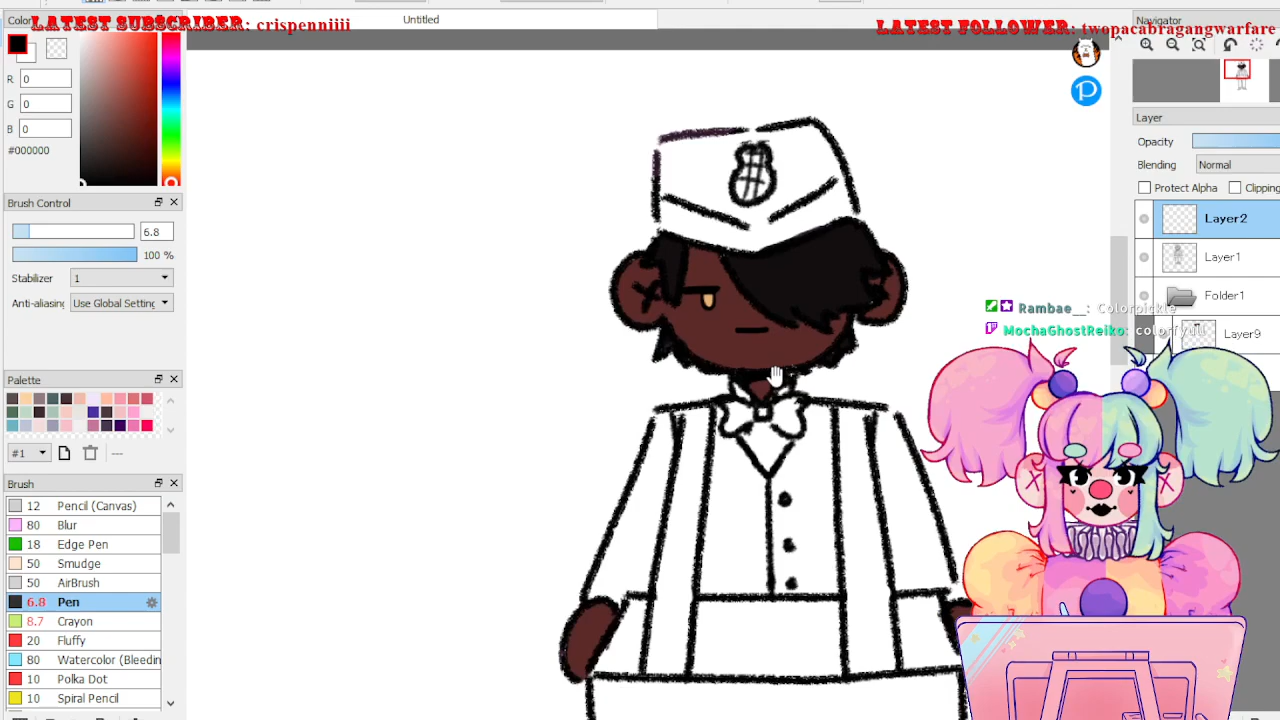 Untitled
Color
LATEST SUBSCRIBER: crispenniiii
LATEST FOLLOWER: twopacabragangwarfare
Navigator
R 0
G 0
B 0
#000000
Brush Control
6.8
100 %
Stabilizer 1
Anti-aliasing Use Global Setting
Palette
#1
---
Brush
12 Pencil (Canvas)
80 Blur
18 Edge Pen
50 Smudge
50 AirBrush
6.8 Pen
8.7 Crayon
20 Fluffy
80 Watercolor (Bleedin
10 Polka Dot
10 Spiral Pencil
Layer
Opacity
Blending Normal
Protect Alpha Clipping
Layer2
Layer1
Folder1
Layer9
Rambae__: Colorpickle
MochaGhostReiko: colorfyull